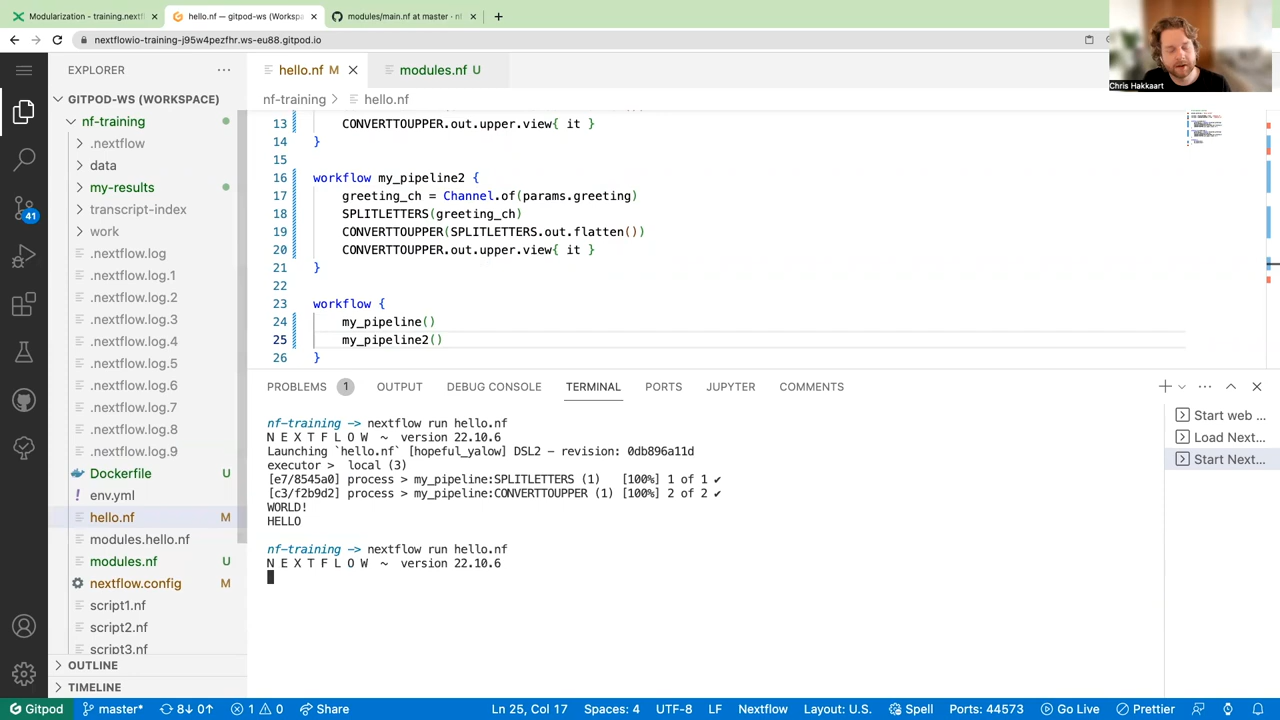 Modularization - training.nextf
hello.nf — gitpod-ws (Worksp
modules/main.nf at master · nf-
nextflowio-training-j95w4pezfhr.ws-eu88.gitpod.io
Chris Hakkaart
EXPLORER
hello.nf M
modules.nf U
GITPOD-WS (WORKSPACE)
nf-training > hello.nf
nf-training
.nextflow
data
my-results
transcript-index
work
.nextflow.log
.nextflow.log.1
.nextflow.log.2
.nextflow.log.3
.nextflow.log.4
.nextflow.log.5
.nextflow.log.6
.nextflow.log.7
.nextflow.log.8
.nextflow.log.9
Dockerfile U
env.yml
hello.nf M
modules.hello.nf
modules.nf U
nextflow.config M
script1.nf
script2.nf
script3.nf
OUTLINE
TIMELINE
41
13 CONVERTTOUPPER.out.upper.view{ it }
14 }
15
16 workflow my_pipeline2 {
17 greeting_ch = Channel.of(params.greeting)
18 SPLITLETTERS(greeting_ch)
19 CONVERTTOUPPER(SPLITLETTERS.out.flatten())
20 CONVERTTOUPPER.out.upper.view{ it }
21 }
22
23 workflow {
24 my_pipeline()
25 my_pipeline2()
26 }
PROBLEMS 1 OUTPUT DEBUG CONSOLE TERMINAL PORTS JUPYTER COMMENTS
nf-training -> nextflow run hello.nf
N E X T F L O W ~ version 22.10.6
Launching `hello.nf` [hopeful_yalow] DSL2 - revision: 0db896a11d
executor > local (3)
[e7/8545a0] process > my_pipeline:SPLITLETTERS (1) [100%] 1 of 1 ✔
[c3/f2b9d2] process > my_pipeline:CONVERTTOUPPER (1) [100%] 2 of 2 ✔
WORLD!
HELLO
nf-training -> nextflow run hello.nf
N E X T F L O W ~ version 22.10.6
Start web ...
Load Next...
Start Next...
Gitpod master* 8↓ 0↑ 1 0 Share Ln 25, Col 17 Spaces: 4 UTF-8 LF Nextflow Layout: U.S. Spell Ports: 44573 Go Live Prettier